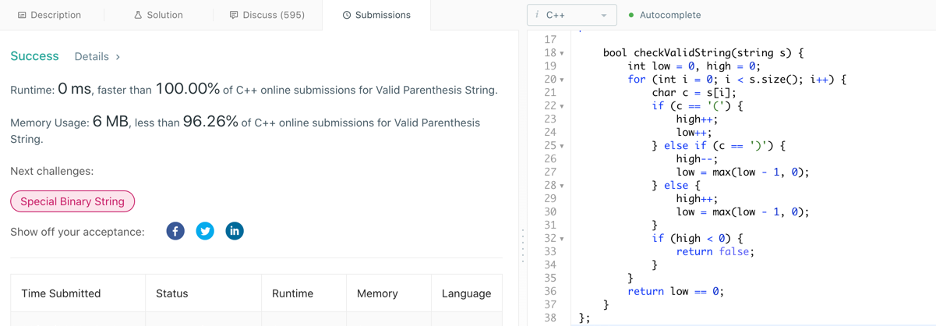 Description
Solution
Discuss (595)
Submissions
Success
Details >
Runtime: 0 ms, faster than 100.00% of C++ online submissions for Valid Parenthesis String.
Memory Usage: 6 MB, less than 96.26% of C++ online submissions for Valid Parenthesis
String.
Next challenges:
Special Binary String
Show off your acceptance:
f
in
Time Submitted
Status
Runtime
Memory
Language
i C++
Autocomplete
17
18 bool checkValidString(string s) {
19 int low = 0, high = 0;
20 for (int i = 0; i < s.size(); i++) {
21 char c = s[i];
22 if (c == '(') {
23 high++;
24 low++;
25 } else if (c == ')') {
26 high--;
27 low = max(low - 1, 0);
28 } else {
29 high++;
30 low = max(low - 1, 0);
31 }
32 if (high < 0) {
33 return false;
34 }
35 }
36 return low == 0;
37 }
38 };